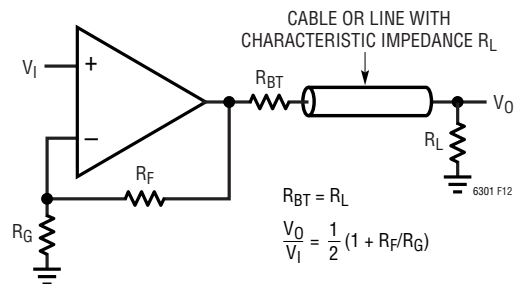 CABLE OR LINE WITH
CHARACTERISTIC IMPEDANCE RL
VI
+
–
RBT
VO
RL
RF
RG
6301 F12
RBT = RL
VO/VI = 1/2 (1 + RF/RG)